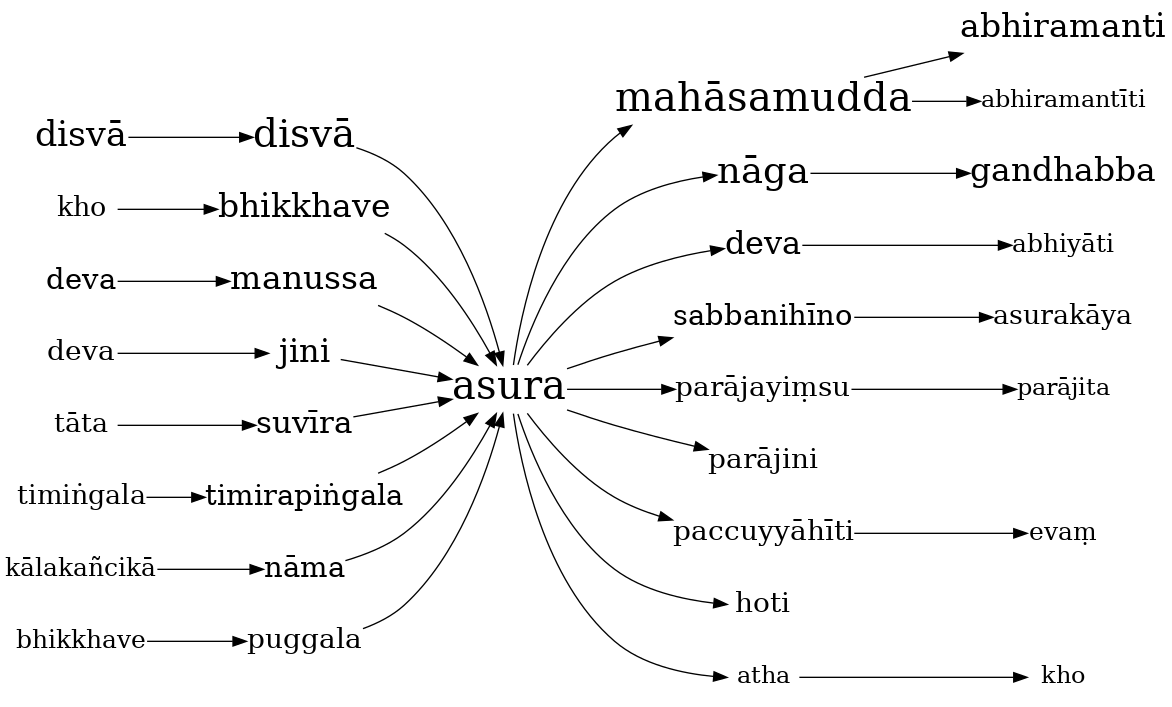 abhiramanti
mahāsamudda
abhiramantīti
disvā
disvā
nāga
gandhabba
kho
bhikkhave
deva
abhiyāti
deva
manussa
sabbanihīno
asurakāya
deva
jini
asura
parājayiṃsu
parājita
tāta
suvīra
parājini
timiṅgala
timirapiṅgala
paccuyyāhīti
evaṃ
kālakañcikā
nāma
hoti
bhikkhave
puggala
atha
kho